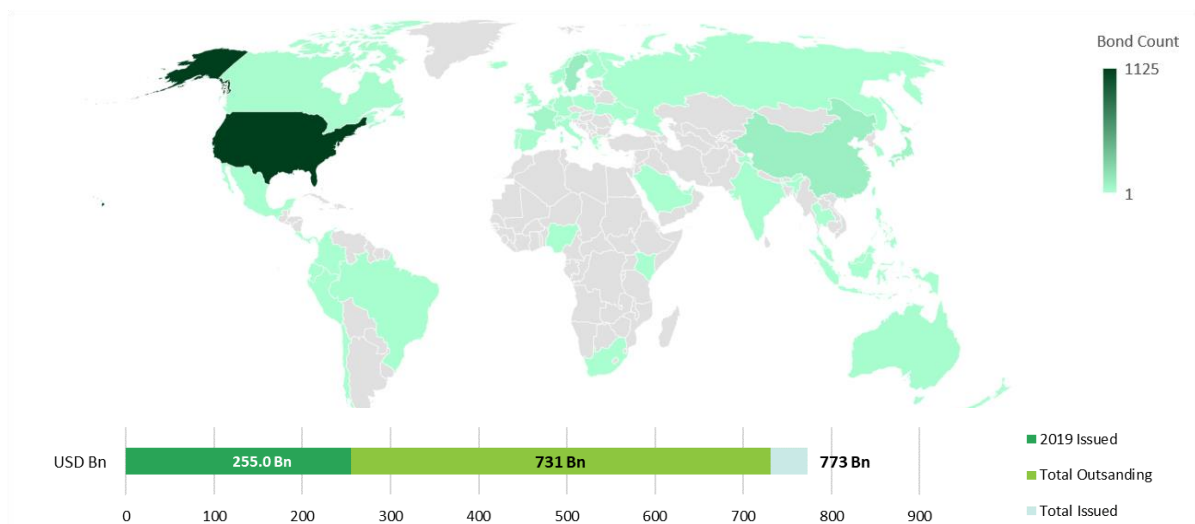 Bond Count
1125
1
2019 Issued
USD Bn
255.0 Bn
731 Bn
773 Bn
Total Outsanding
Total Issued
0
100
200
300
400
500
600
700
800
900